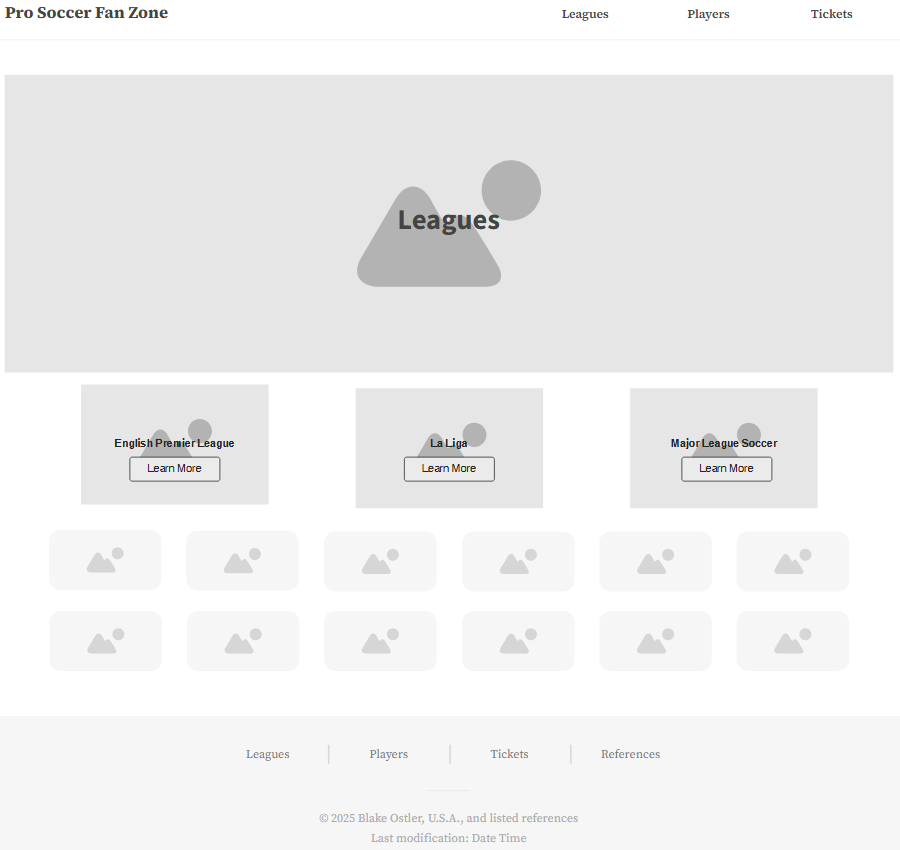 Pro Soccer Fan Zone
Leagues Players Tickets
Leagues
English Premier League
La Liga
Major League Soccer
Learn More
Learn More
Learn More
Leagues Players Tickets References
© 2025 Blake Ostler, U.S.A., and listed references
Last modification: Date Time